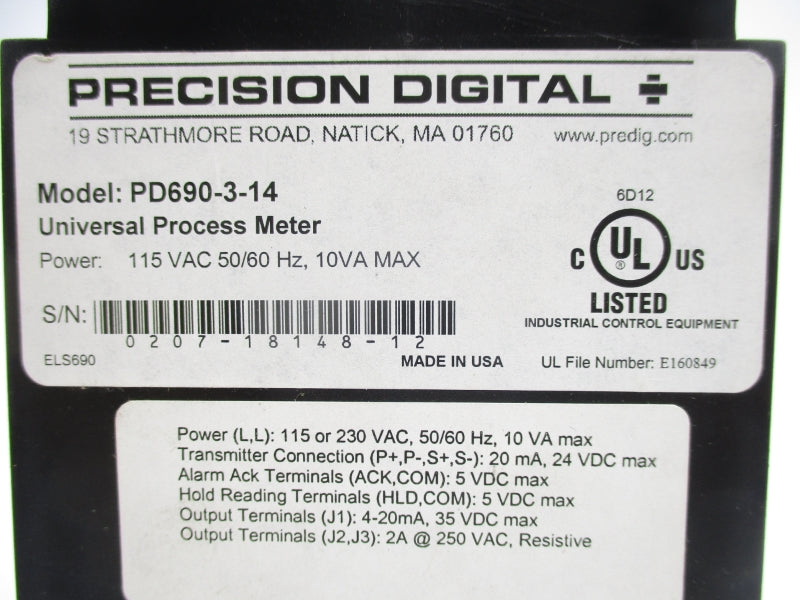 PRECISION DIGITAL
19 STRATHMORE ROAD, NATICK, MA 01760 www.predig.com
Model: PD690-3-14
Universal Process Meter
Power: 115 VAC 50/60 Hz, 10VA MAX
6D12
C UL ® US
LISTED
INDUSTRIAL CONTROL EQUIPMENT
S/N:
0207-18148-12
ELS690 MADE IN USA UL File Number: E160849
Power (L,L): 115 or 230 VAC, 50/60 Hz, 10 VA max
Transmitter Connection (P+,P-,S+,S-): 20 mA, 24 VDC max
Alarm Ack Terminals (ACK,COM): 5 VDC max
Hold Reading Terminals (HLD,COM): 5 VDC max
Output Terminals (J1): 4-20mA, 35 VDC max
Output Terminals (J2,J3): 2A @ 250 VAC, Resistive